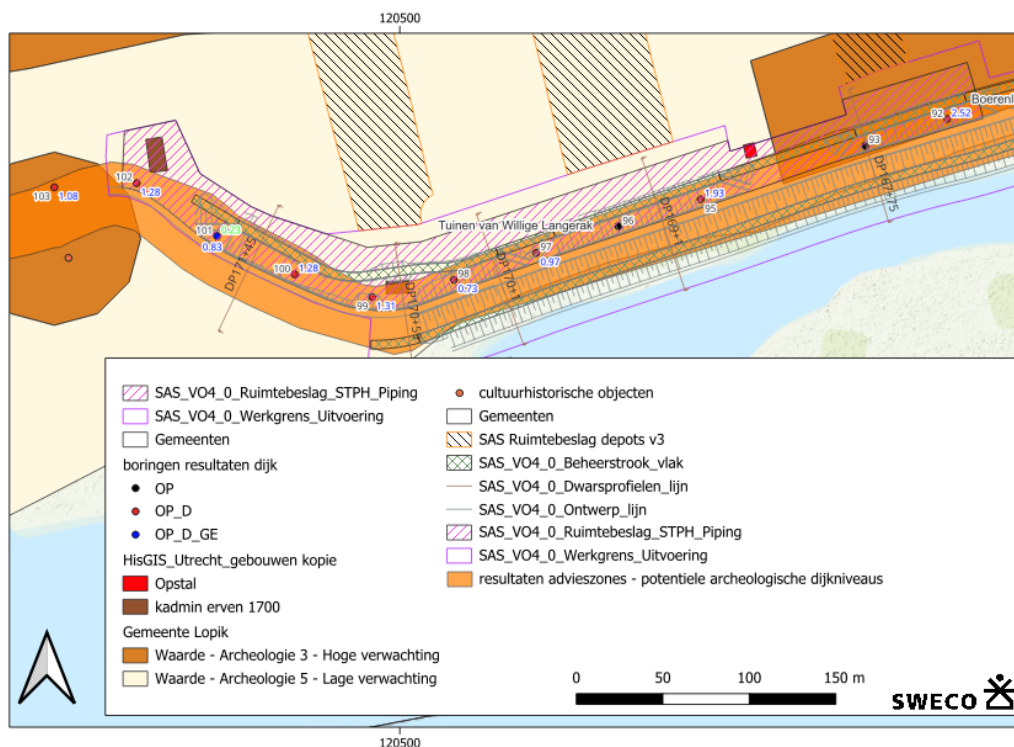 120500
Boerenl
92
2.52
93
DP167+75
102
1.28
103
1.08
1.93
95
Tuinen van Willige Langerak
96
DP169+1
101
0.23
0.83
DP171+45
97
0.97
DP170+1
100
1.28
98
0.73
DP170+58
99
1.31
SAS_VO4_0_Ruimtebeslag_STPH_Piping
SAS_VO4_0_Werkgrens_Uitvoering
Gemeenten
boringen resultaten dijk
OP
OP_D
OP_D_GE
HisGIS_Utrecht_gebouwen kopie
Opstal
kadmin erven 1700
Gemeente Lopik
Waarde - Archeologie 3 - Hoge verwachting
Waarde - Archeologie 5 - Lage verwachting
cultuurhistorische objecten
Gemeenten
SAS Ruimtebeslag depots v3
SAS_VO4_0_Beheerstrook_vlak
SAS_VO4_0_Dwarsprofielen_lijn
SAS_VO4_0_Ontwerp_lijn
SAS_VO4_0_Ruimtebeslag_STPH_Piping
SAS_VO4_0_Werkgrens_Uitvoering
resultaten advieszones - potentiele archeologische dijkniveaus
0 50 100 150 m
SWECO
120500